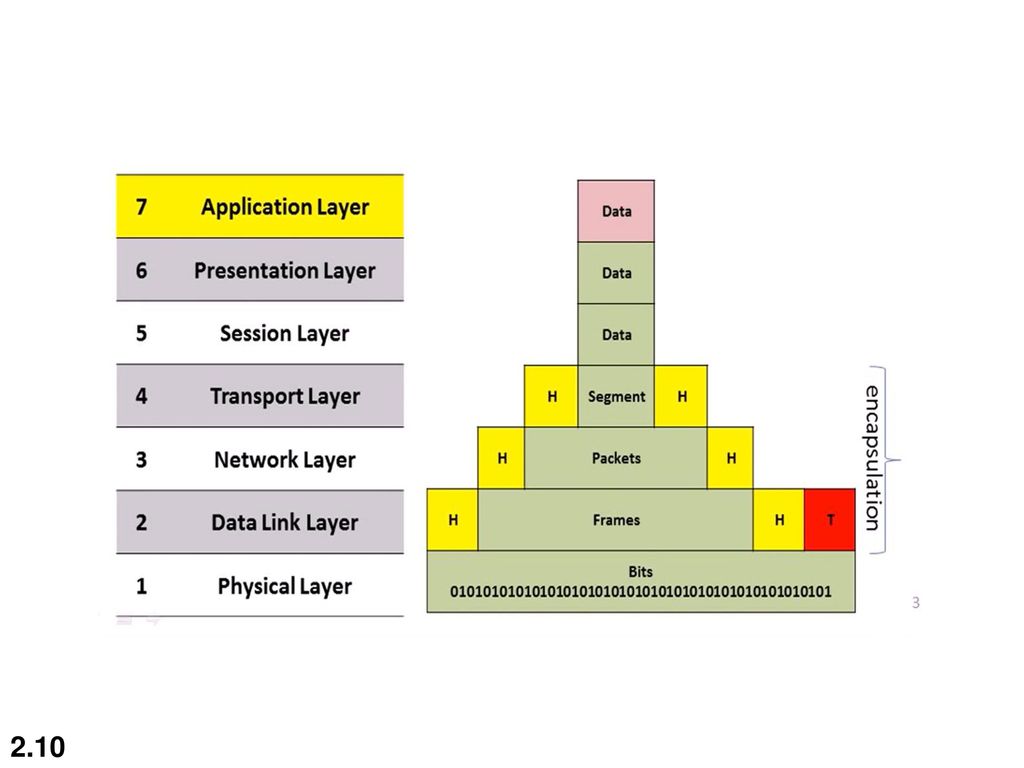 7 Application Layer
Data
6 Presentation Layer
Data
5 Session Layer
Data
4 Transport Layer
H Segment H
3 Network Layer
H Packets H
2 Data Link Layer
H Frames H T
encapsulation
1 Physical Layer
Bits
01010101010101010101010101010101010101010101010101
3
2.10